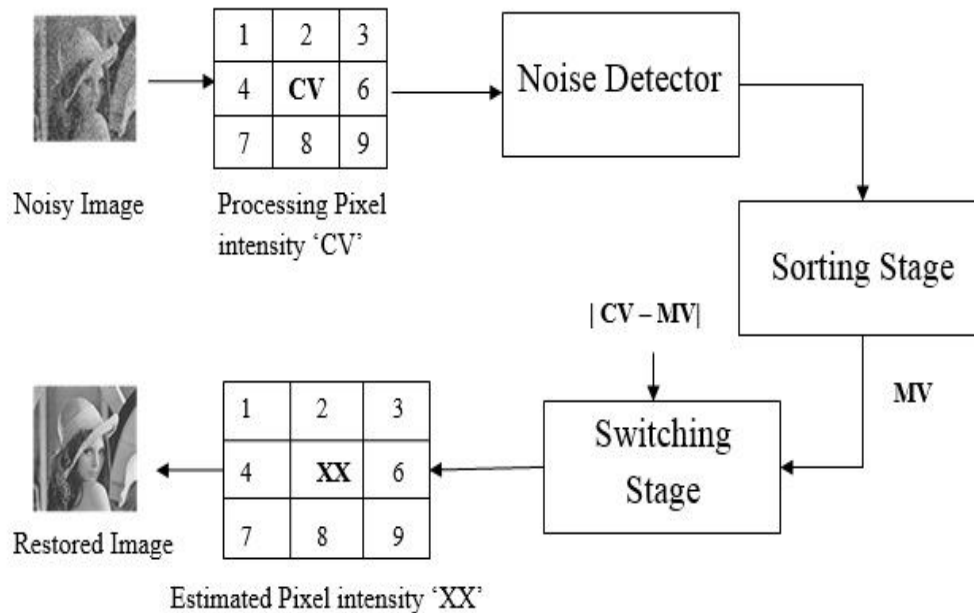 1 2 3
4 CV 6
7 8 9
Noisy Image
Processing Pixel
intensity ‘CV’
Noise Detector
Sorting Stage
| CV – MV|
MV
Switching
Stage
1 2 3
4 XX 6
7 8 9
Restored Image
Estimated Pixel intensity ‘XX’